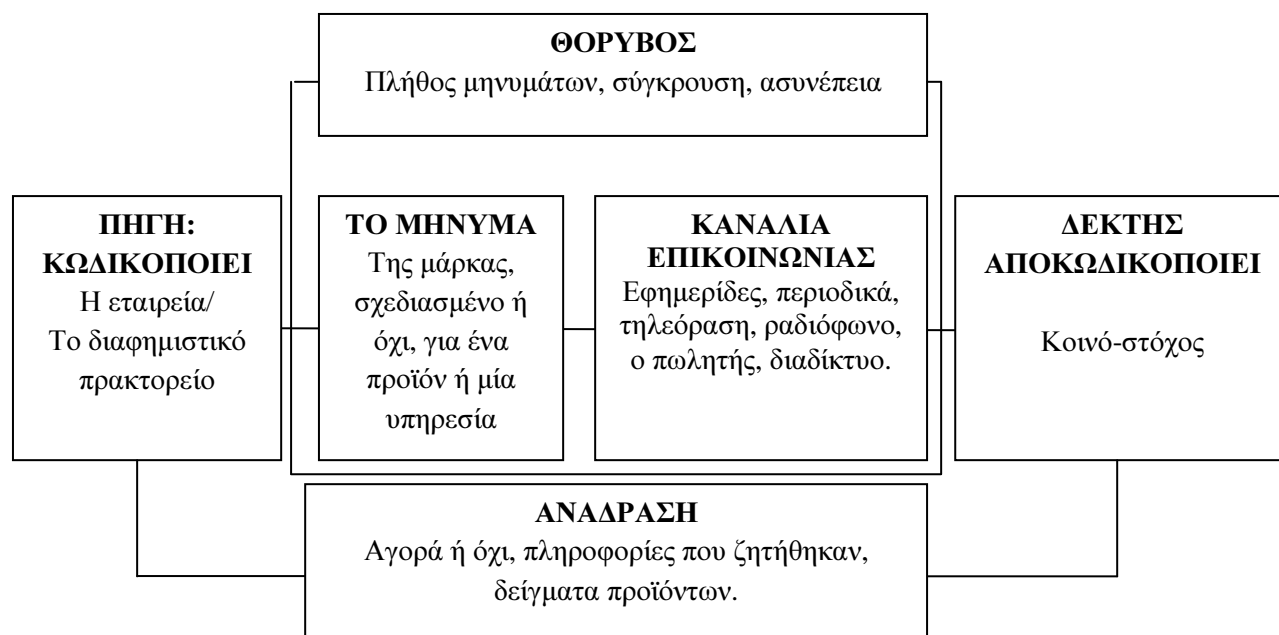 ΘΟΡΥΒΟΣ
Πλήθος μηνυμάτων, σύγκρουση, ασυνέπεια
ΠΗΓΗ:
ΚΩΔΙΚΟΠΟΙΕΙ
Η εταιρεία/
Το διαφημιστικό
πρακτορείο
ΤΟ ΜΗΝΥΜΑ
Της μάρκας,
σχεδιασμένο ή
όχι, για ένα
προϊόν ή μία
υπηρεσία
ΚΑΝΑΛΙΑ
ΕΠΙΚΟΙΝΩΝΙΑΣ
Εφημερίδες, περιοδικά,
τηλεόραση, ραδιόφωνο,
ο πωλητής, διαδίκτυο.
ΔΕΚΤΗΣ
ΑΠΟΚΩΔΙΚΟΠΟΙΕΙ
Κοινό-στόχος
ΑΝΑΔΡΑΣΗ
Αγορά ή όχι, πληροφορίες που ζητήθηκαν,
δείγματα προϊόντων.